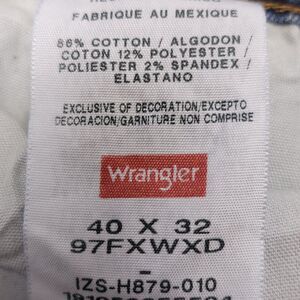 FABRIQUE AU MEXIQUE
86% COTTON / ALGODON /
COTON 12% POLYESTER /
POLIESTER 2% SPANDEX /
ELASTANO
EXCLUSIVE OF DECORATION/EXCEPTO
DECORACION/GARNITURE NON COMPRISE
Wrangler
40 X 32
97FXWXD
-
IZS-H879-010